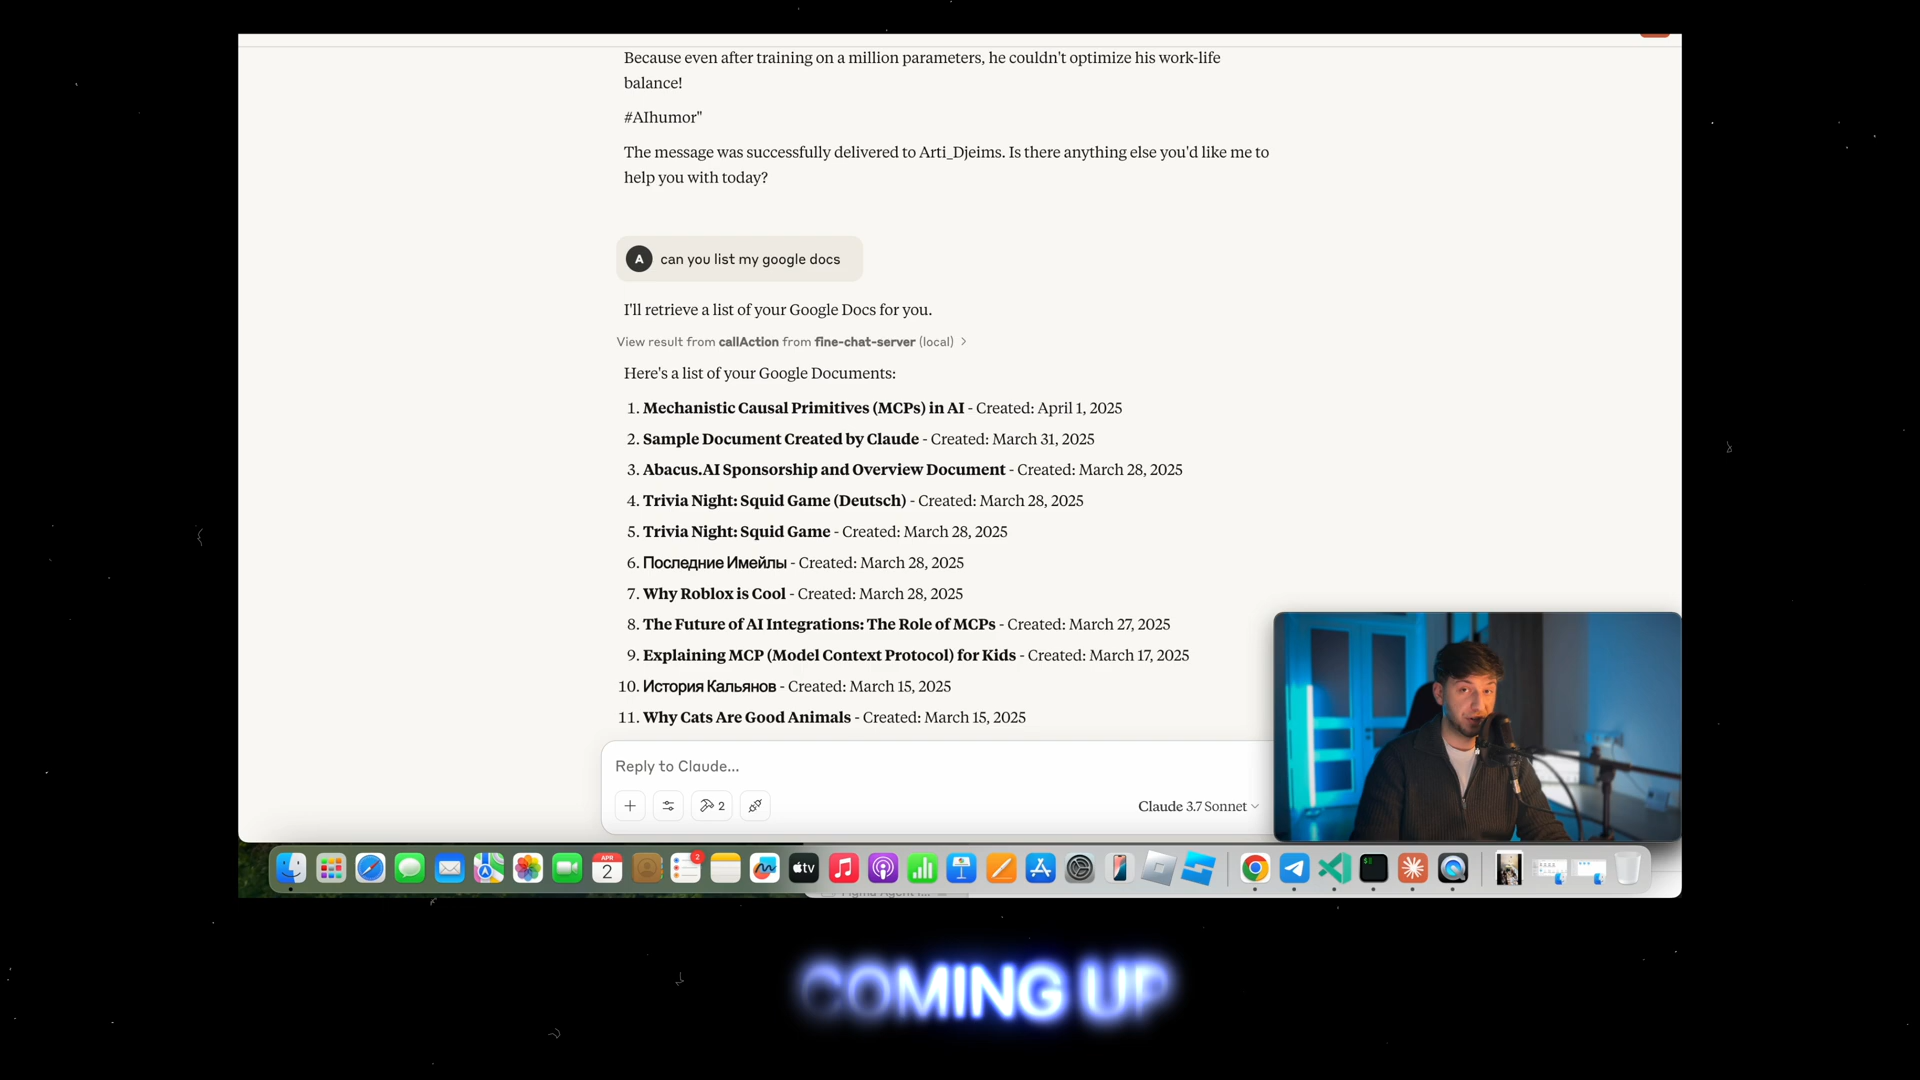 Because even after training on a million parameters, he couldn't optimize his work-life
balance!
#AIhumor"
The message was successfully delivered to Arti_Djeims. Is there anything else you'd like me to
help you with today?
A can you list my google docs
I'll retrieve a list of your Google Docs for you.
View result from callAction from fine-chat-server (local)
Here's a list of your Google Documents:
1. Mechanistic Causal Primitives (MCPs) in AI - Created: April 1, 2025
2. Sample Document Created by Claude - Created: March 31, 2025
3. Abacus.AI Sponsorship and Overview Document - Created: March 28, 2025
4. Trivia Night: Squid Game (Deutsch) - Created: March 28, 2025
5. Trivia Night: Squid Game - Created: March 28, 2025
6. Последние Имейлы - Created: March 28, 2025
7. Why Roblox is Cool - Created: March 28, 2025
8. The Future of AI Integrations: The Role of MCPs - Created: March 27, 2025
9. Explaining MCP (Model Context Protocol) for Kids - Created: March 17, 2025
10. История Кальянов - Created: March 15, 2025
11. Why Cats Are Good Animals - Created: March 15, 2025
Reply to Claude...
2
Claude 3.7 Sonnet
APR
2
2
tv
COMING UP